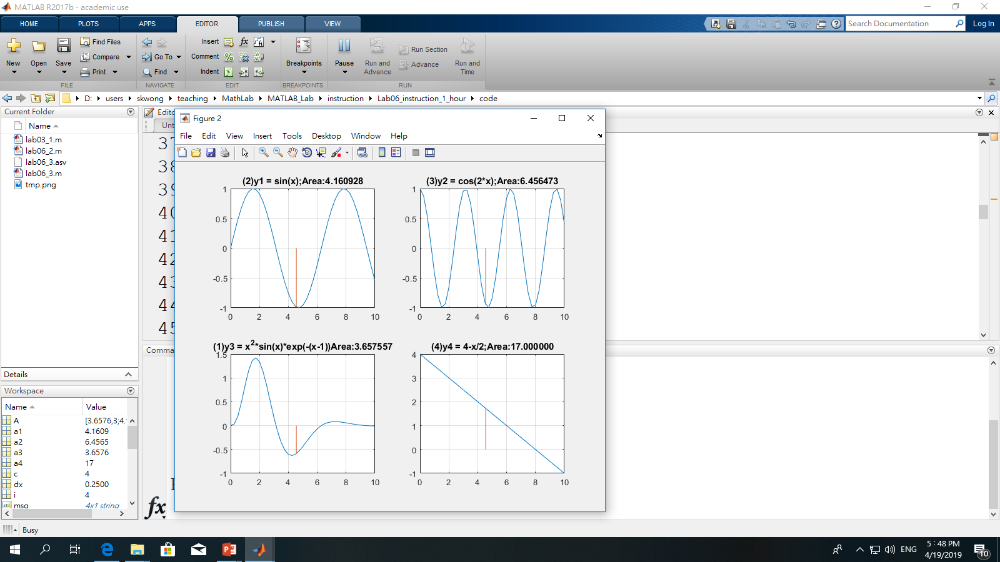 MATLAB R2017b - academic use
HOME PLOTS APPS EDITOR PUBLISH VIEW
Search Documentation
Log In
New Open Save
Find Files
Compare
Print
FILE
Go To
Find
NAVIGATE
Insert
Comment
Indent
EDIT
Breakpoints
BREAKPOINTS
Pause
Run and Advance
Run Section
Advance
Run and Time
RUN
D: users skwong teaching MathLab MATLAB_Lab instruction Lab06_instruction_1_hour code
Current Folder
Name
lab03_1.m
lab06_2.m
lab06_3.asv
lab06_3.m
tmp.png
Details
Workspace
Name Value
A [3.6576,3;4.
a1 4.1609
a2 6.4565
a3 3.6576
a4 17
c 4
dx 0.2500
i 4
msg 4x1 string
Edito
Unt
38
39
40
41
42
43
44
45
Comma
fx
Figure 2
File Edit View Insert Tools Desktop Window Help
(2)y1 = sin(x);Area:4.160928
1
0.5
0
-0.5
-1
0 2 4 6 8 10
(3)y2 = cos(2*x);Area:6.456473
1
0.5
0
-0.5
-1
0 2 4 6 8 10
(1)y3 = x²*sin(x)*exp(-(x-1))Area:3.657557
1.5
1
0.5
0
-0.5
-1
0 2 4 6 8 10
(4)y4 = 4-x/2;Area:17.000000
4
3
2
1
0
-1
0 2 4 6 8 10
Busy
ENG
5:48 PM
4/19/2019
10